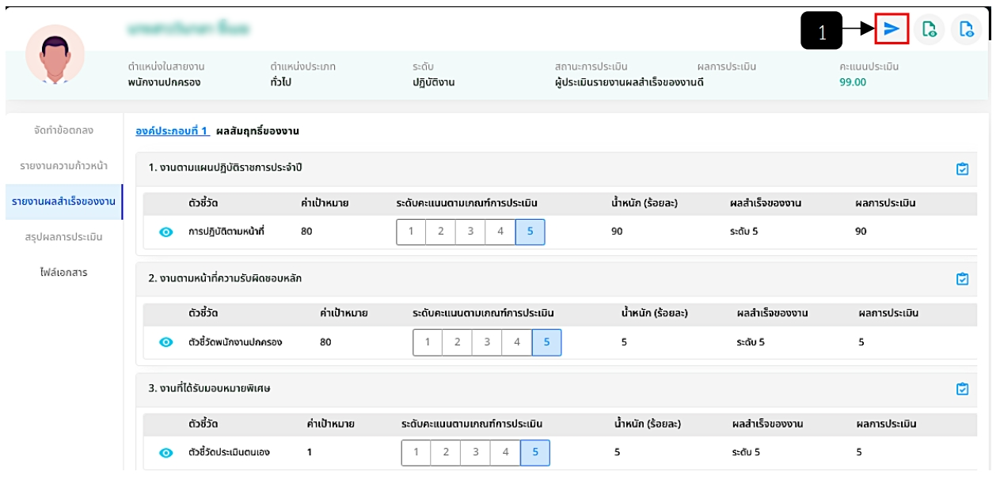 1
ตำแหน่งในสายงาน ตำแหน่งประเภท ระดับ สถานะการประเมิน ผลการประเมิน คะแนนประเมิน
พนักงานปกครอง ทั่วไป ปฏิบัติงาน ผู้ประเมินรายงานผลสำเร็จของงานดี 99.00
จัดทำข้อตกลง
รายงานความก้าวหน้า
รายงานผลสำเร็จของงาน
สรุปผลการประเมิน
ไฟล์เอกสาร
องค์ประกอบที่ 1 ผลสัมฤทธิ์ของงาน
1. งานตามแผนปฏิบัติราชการประจำปี
ตัวชี้วัด ค่าเป้าหมาย ระดับคะแนนตามเกณฑ์การประเมิน น้ำหนัก (ร้อยละ) ผลสำเร็จของงาน ผลการประเมิน
การปฏิบัติตามหน้าที่ 80 1 2 3 4 5 90 ระดับ 5 90
2. งานตามหน้าที่ความรับผิดชอบหลัก
ตัวชี้วัด ค่าเป้าหมาย ระดับคะแนนตามเกณฑ์การประเมิน น้ำหนัก (ร้อยละ) ผลสำเร็จของงาน ผลการประเมิน
ตัวชี้วัดพนักงานปกครอง 80 1 2 3 4 5 5 ระดับ 5 5
3. งานที่ได้รับมอบหมายพิเศษ
ตัวชี้วัด ค่าเป้าหมาย ระดับคะแนนตามเกณฑ์การประเมิน น้ำหนัก (ร้อยละ) ผลสำเร็จของงาน ผลการประเมิน
ตัวชี้วัดประเมินตนเอง 1 1 2 3 4 5 5 ระดับ 5 5